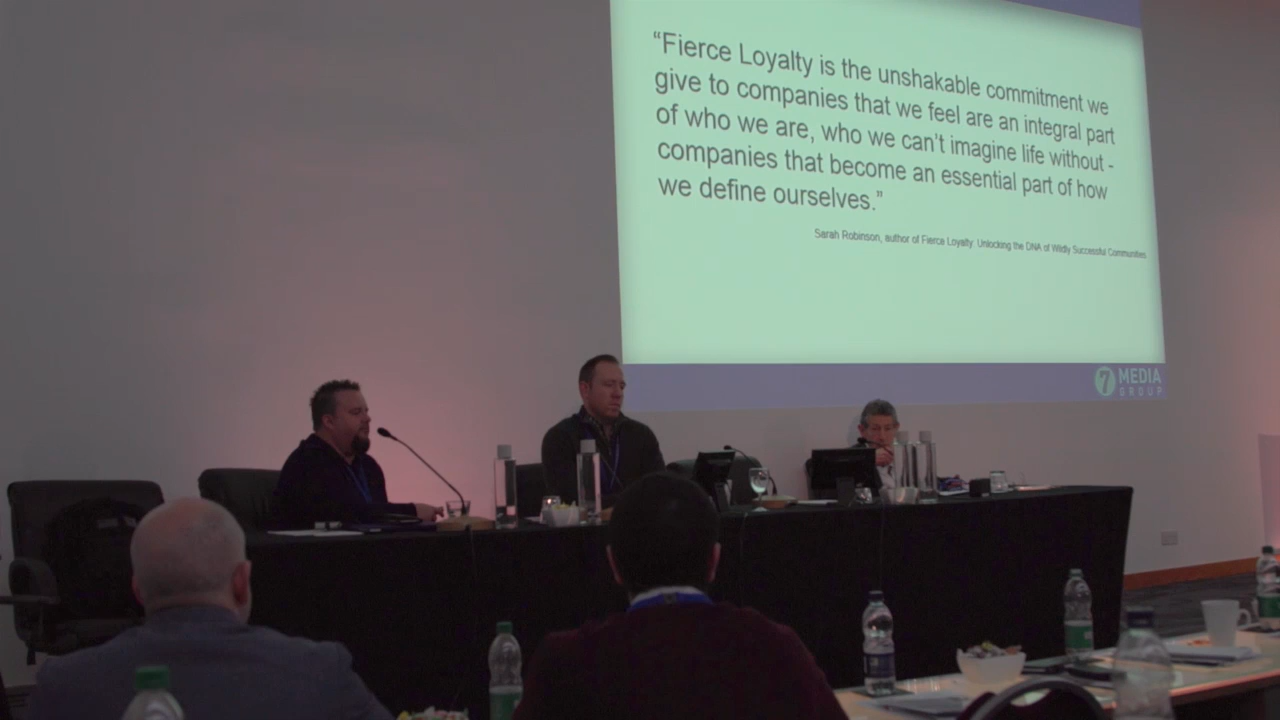 “Fierce Loyalty is the unshakable commitment we
give to companies that we feel are an integral part
of who we are, who we can’t imagine life without -
companies that become an essential part of how
we define ourselves.”
Sarah Robinson, author of Fierce Loyalty. Unlocking the DNA of Wildly Successful Communities
7 MEDIA
GROUP